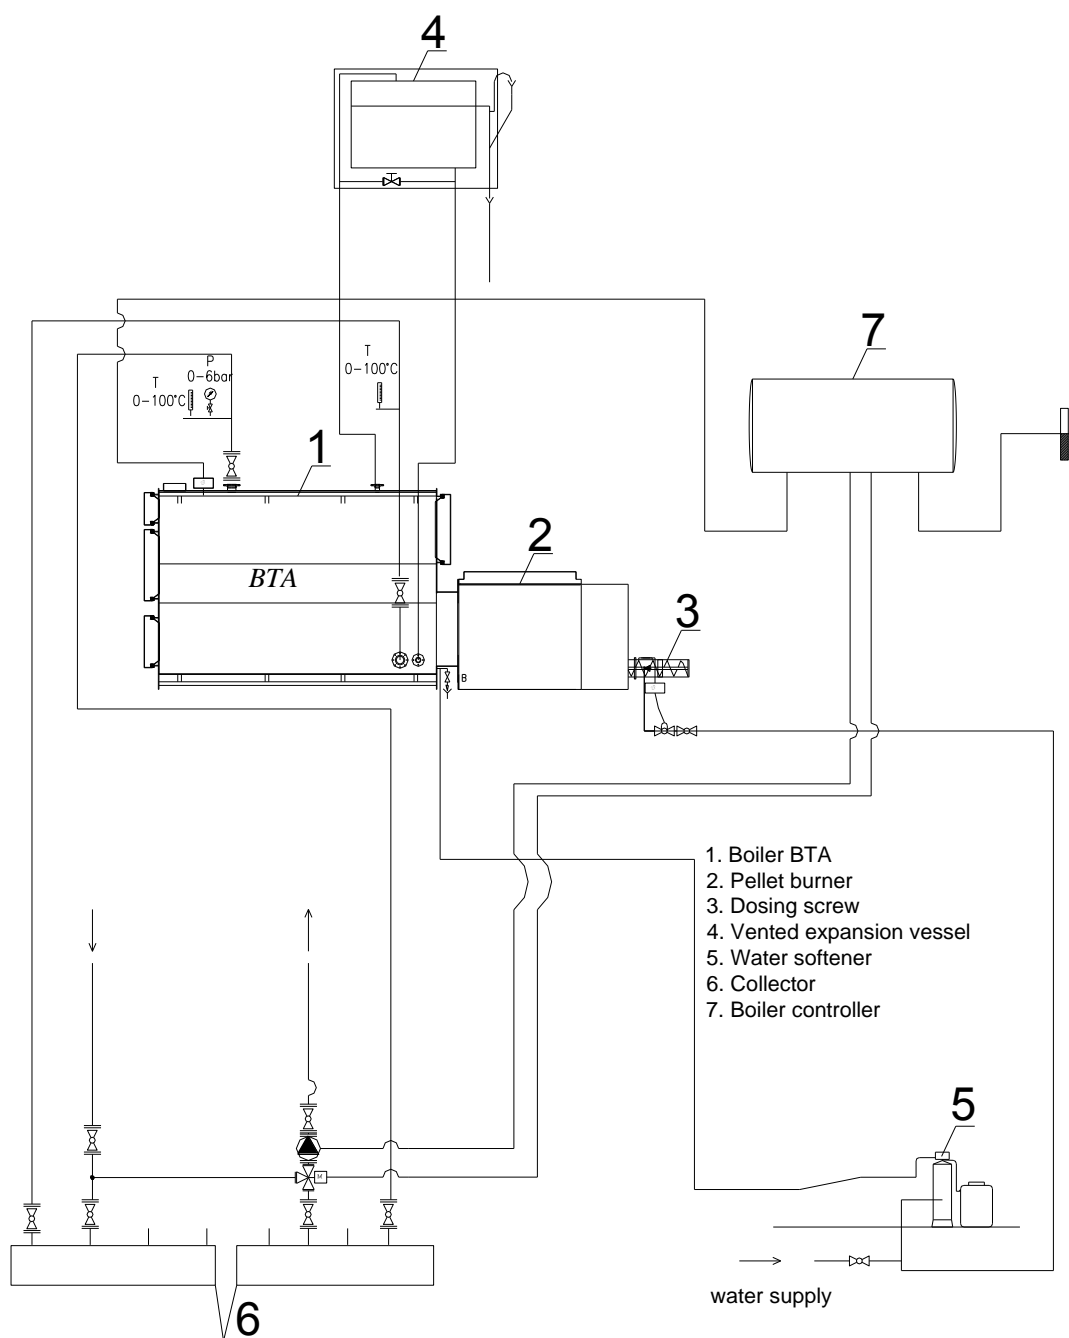 4
7
T
0-100°C
P
0-6bar
T
0-100°C
1
BTA
2
3
B
1. Boiler BTA
2. Pellet burner
3. Dosing screw
4. Vented expansion vessel
5. Water softener
6. Collector
7. Boiler controller
5
M
water supply
6